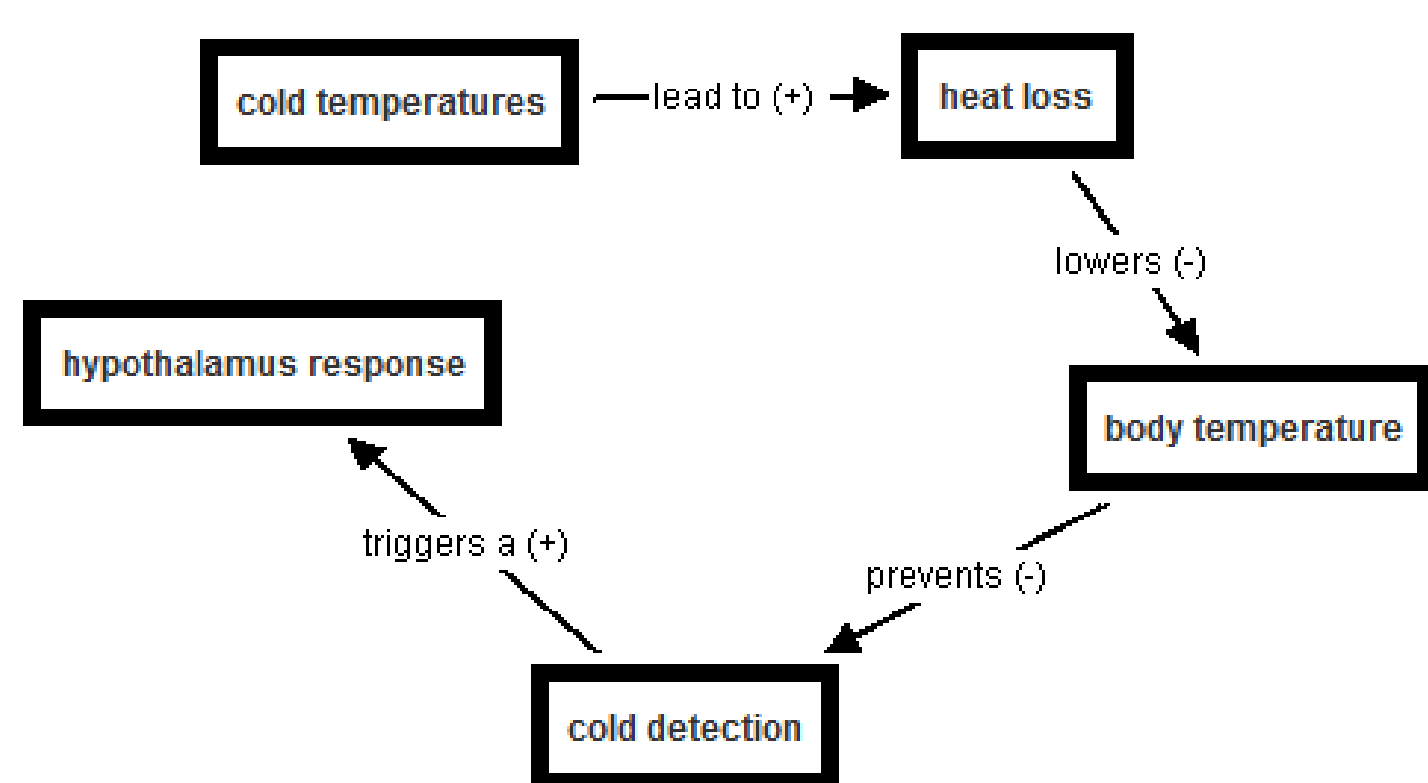 cold temperatures
lead to (+)
heat loss
lowers (-)
body temperature
prevents (-)
cold detection
triggers a (+)
hypothalamus response